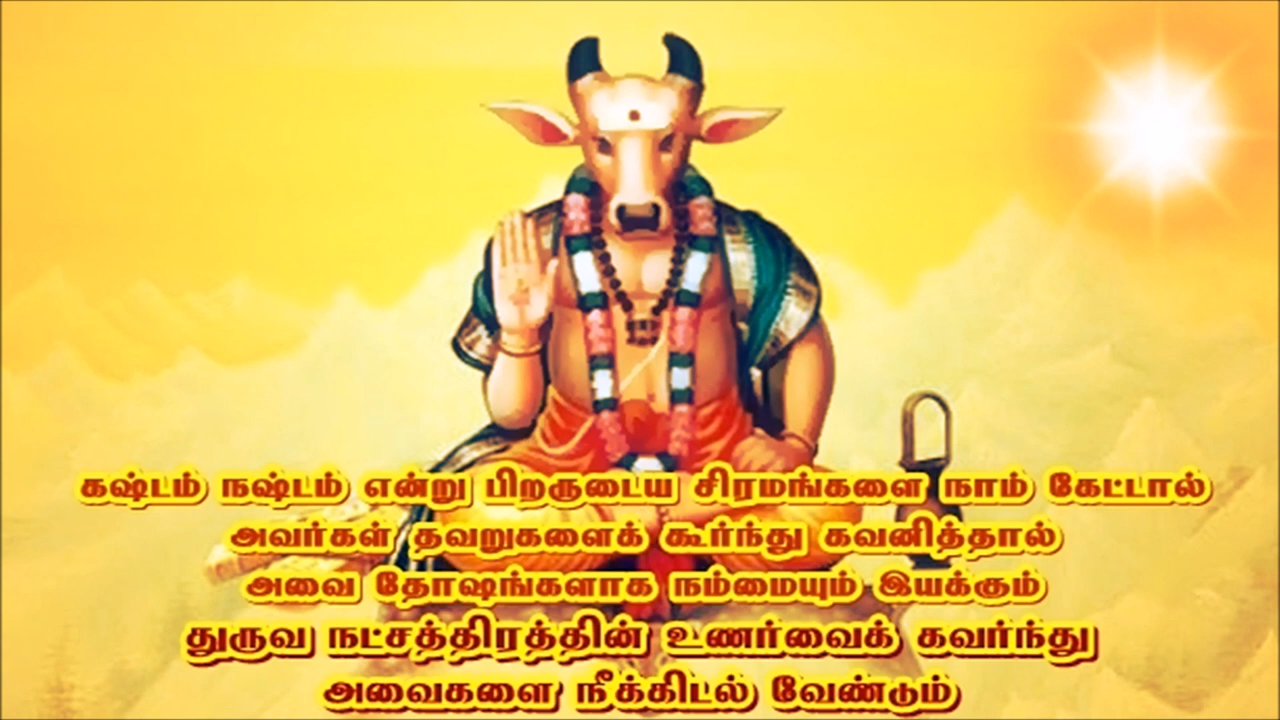 கஷ்டம் நஷ்டம் என்று பிறருடைய சிரமங்களை நாம் கேட்டால்
அவர்கள் தவறுகளைக் கூர்ந்து கவனித்தால்
அவை தோஷங்களாக நம்மையும் இயக்கும்
துருவ நட்சத்திரத்தின் உணர்வைக் கவர்ந்து
அவைகளை நீக்கிடல் வேண்டும்